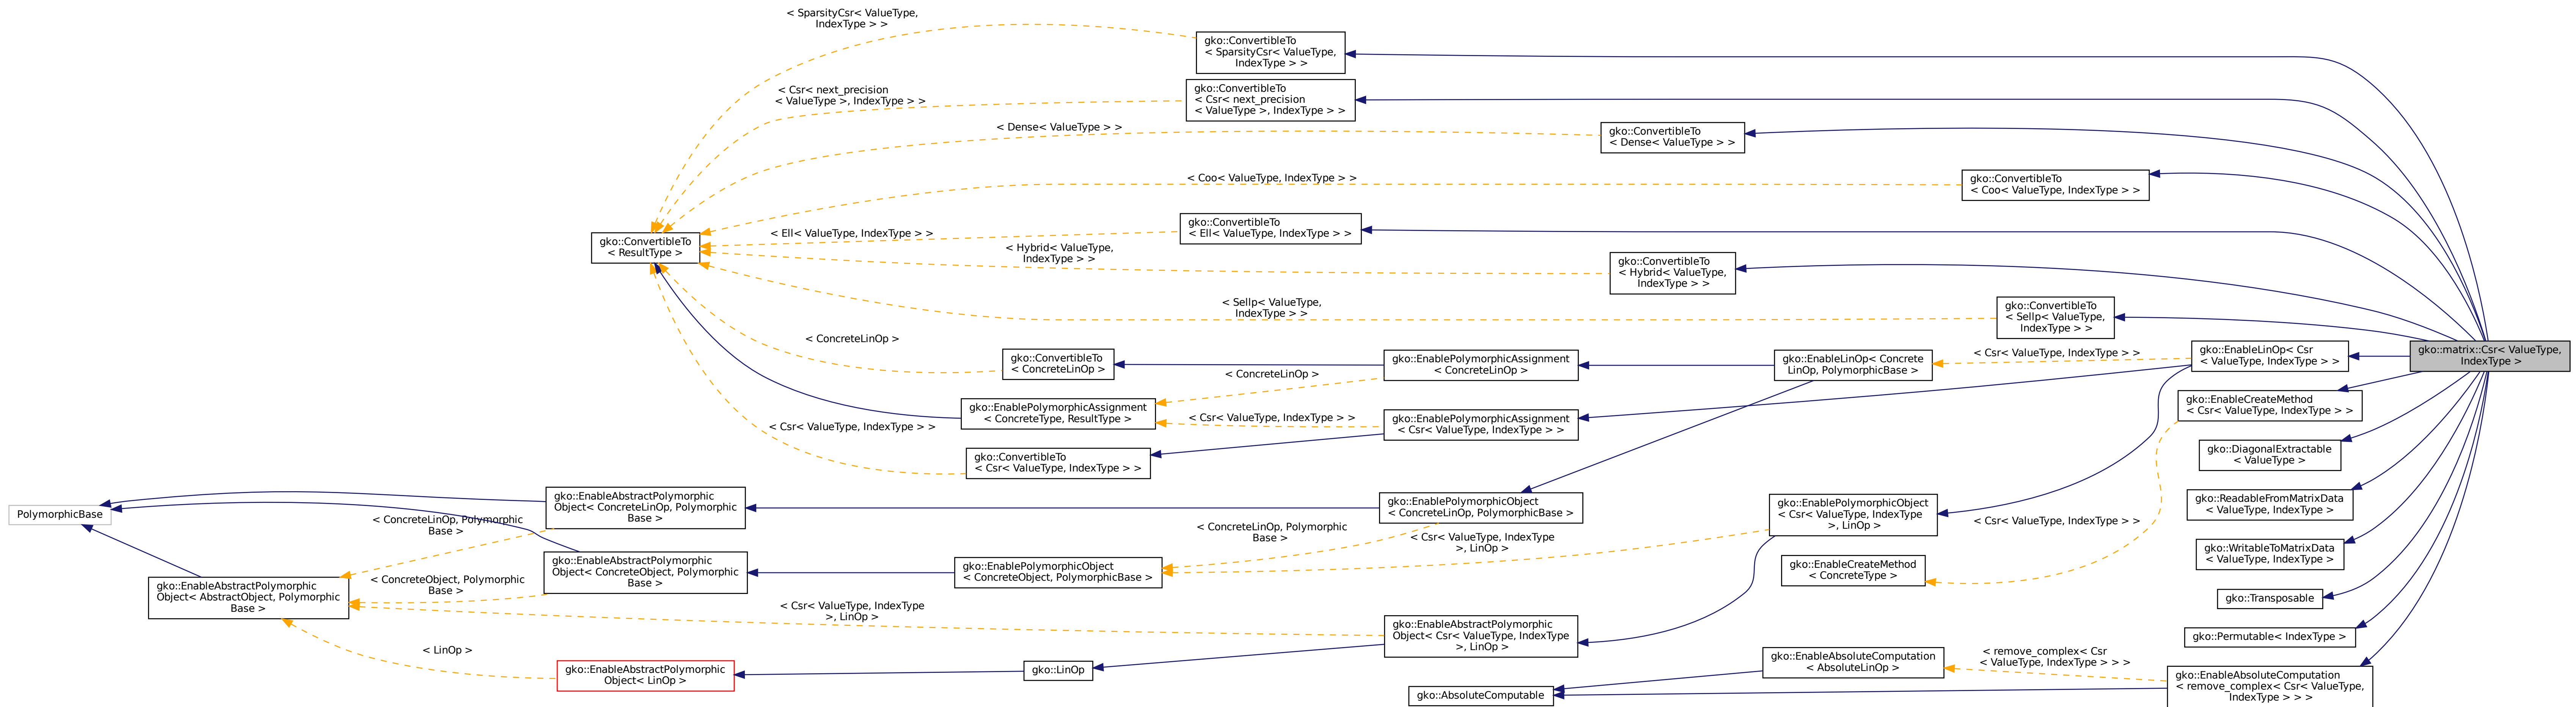 < SparsityCsr< ValueType,
IndexType > >
gko::ConvertibleTo
< SparsityCsr< ValueType,
IndexType > >
< Csr< next_precision
< ValueType >, IndexType > >
gko::ConvertibleTo
< Csr< next_precision
< ValueType >, IndexType > >
< Dense< ValueType > >
gko::ConvertibleTo
< Dense< ValueType > >
< Coo< ValueType, IndexType > >
gko::ConvertibleTo
< Coo< ValueType, IndexType > >
gko::ConvertibleTo
< ResultType >
< Ell< ValueType, IndexType > >
gko::ConvertibleTo
< Ell< ValueType, IndexType > >
< Hybrid< ValueType,
IndexType > >
gko::ConvertibleTo
< Hybrid< ValueType,
IndexType > >
< Sellp< ValueType,
IndexType > >
gko::ConvertibleTo
< Sellp< ValueType,
IndexType > >
< ConcreteLinOp >
gko::ConvertibleTo
< ConcreteLinOp >
gko::EnablePolymorphicAssignment
< ConcreteLinOp >
gko::EnableLinOp< Concrete
LinOp, PolymorphicBase >
< Csr< ValueType, IndexType > >
gko::EnableLinOp< Csr
< ValueType, IndexType > >
gko::matrix::Csr< ValueType,
IndexType >
< ConcreteLinOp >
gko::EnablePolymorphicAssignment
< ConcreteType, ResultType >
< Csr< ValueType, IndexType > >
gko::EnablePolymorphicAssignment
< Csr< ValueType, IndexType > >
gko::EnableCreateMethod
< Csr< ValueType, IndexType > >
< Csr< ValueType, IndexType > >
gko::ConvertibleTo
< Csr< ValueType, IndexType > >
gko::DiagonalExtractable
< ValueType >
PolymorphicBase
gko::EnableAbstractPolymorphic
Object< ConcreteLinOp, Polymorphic
Base >
gko::EnablePolymorphicObject
< ConcreteLinOp, PolymorphicBase >
gko::EnablePolymorphicObject
< Csr< ValueType, IndexType
>, LinOp >
< Csr< ValueType, IndexType > >
gko::ReadableFromMatrixData
< ValueType, IndexType >
< ConcreteLinOp, Polymorphic
Base >
< ConcreteLinOp, Polymorphic
Base >
< Csr< ValueType, IndexType
>, LinOp >
gko::WritableToMatrixData
< ValueType, IndexType >
gko::EnableAbstractPolymorphic
Object< AbstractObject, Polymorphic
Base >
< ConcreteObject, Polymorphic
Base >
gko::EnableAbstractPolymorphic
Object< ConcreteObject, Polymorphic
Base >
gko::EnablePolymorphicObject
< ConcreteObject, PolymorphicBase >
gko::EnableCreateMethod
< ConcreteType >
gko::Transposable
< Csr< ValueType, IndexType
>, LinOp >
gko::EnableAbstractPolymorphic
Object< Csr< ValueType, IndexType
>, LinOp >
gko::Permutable< IndexType >
< LinOp >
gko::EnableAbstractPolymorphic
Object< LinOp >
gko::LinOp
gko::EnableAbsoluteComputation
< AbsoluteLinOp >
< remove_complex< Csr
< ValueType, IndexType > > >
gko::AbsoluteComputable
gko::EnableAbsoluteComputation
< remove_complex< Csr< ValueType,
IndexType > > >